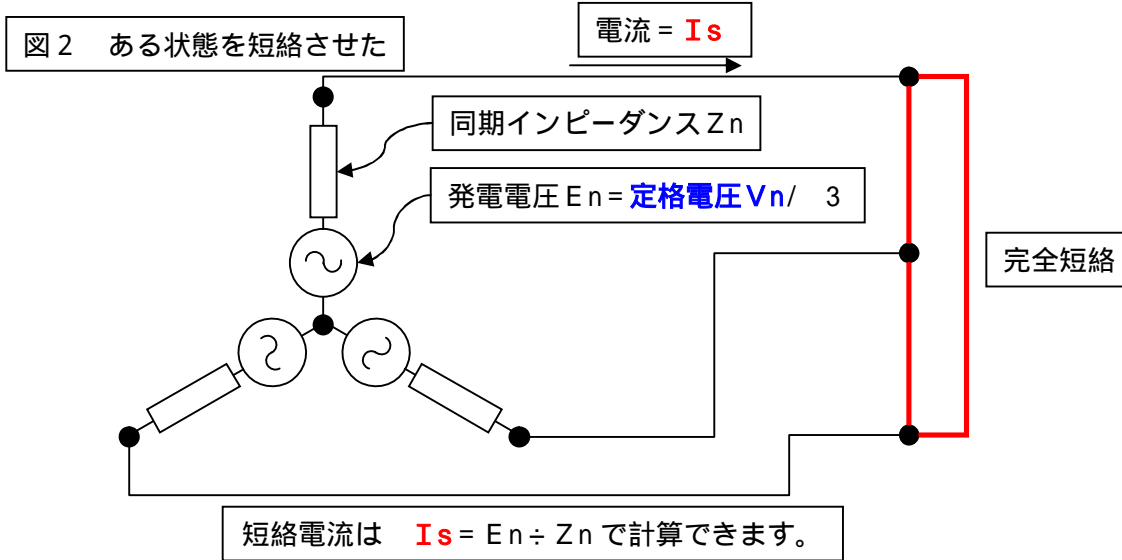 図2 ある状態を短絡させた
電流=Is
同期インピーダンスZn
発電電圧En=定格電圧Vn/ 3
完全短絡
短絡電流は Is=En÷Znで計算できます。